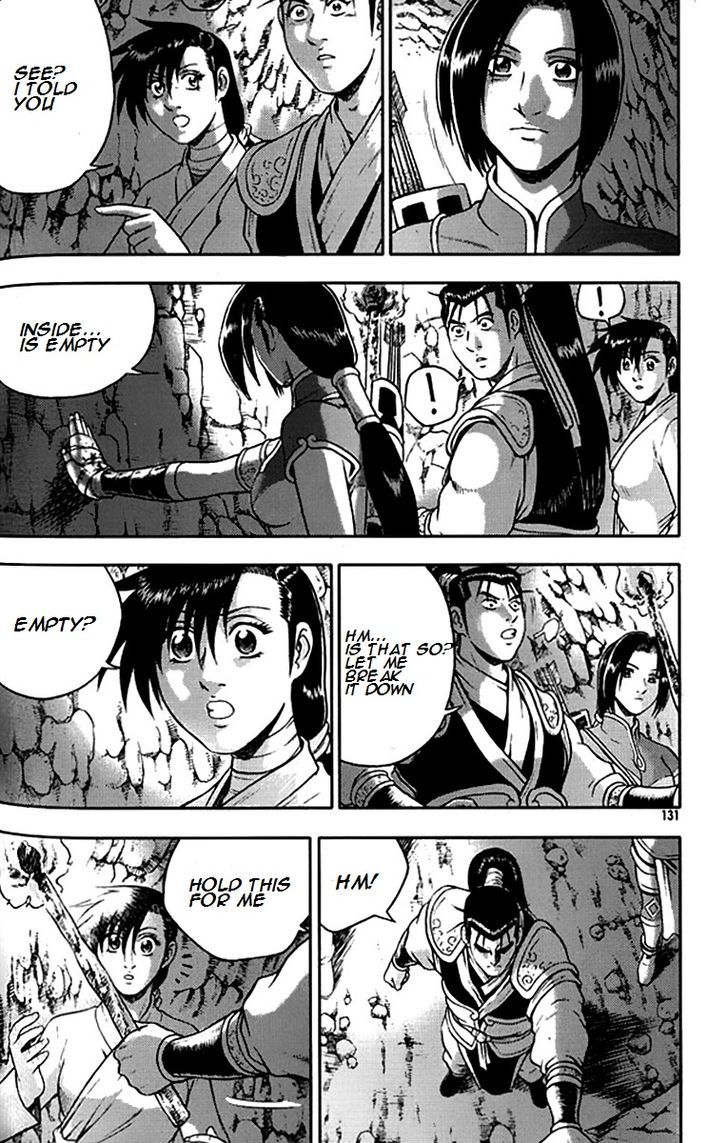 SEE?
I TOLD
YOU
INSIDE...
IS EMPTY
!
!
EMPTY?
HM...
IS THAT SO?
LET ME
BREAK
IT DOWN
131
HOLD THIS
FOR ME
HM!